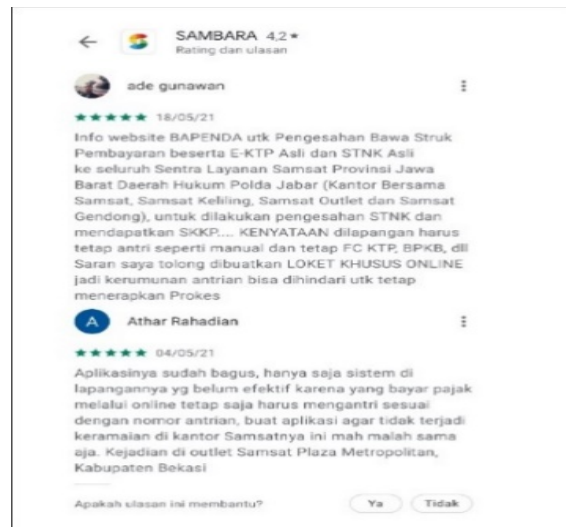 SAMBARA 4,2★
Rating dan ulasan
ade gunawan
★★★★★ 18/05/21
Info website BAPENDA utk Pengesahan Bawa Struk
Pembayaran beserta E-KTP Asli dan STNK Asli
ke seluruh Sentra Layanan Samsat Provinsi Jawa
Barat Daerah Hukum Polda Jabar (Kantor Bersama
Samsat, Samsat Keliling, Samsat Outlet dan Samsat
Gendong), untuk dilakukan pengesahan STNK dan
mendapatkan SKKP.... KENYATAAN dilapangan harus
tetap antri seperti manual dan tetap FC KTP, BPKB, dll
Saran saya tolong dibuatkan LOKET KHUSUS ONLINE
jadi kerumunan antrian bisa dihindari utk tetap
menerapkan Prokes
A Athar Rahadian
★★★★★ 04/05/21
Aplikasinya sudah bagus, hanya saja sistem di
lapangannya yg belum efektif karena yang bayar pajak
melalui online tetap saja harus mengantri sesuai
dengan nomor antrian, buat aplikasi agar tidak terjadi
keramaian di kantor Samsatnya ini mah malah sama
aja. Kejadian di outlet Samsat Plaza Metropolitan,
Kabupaten Bekasi
Apakah ulasan ini membantu? Ya Tidak